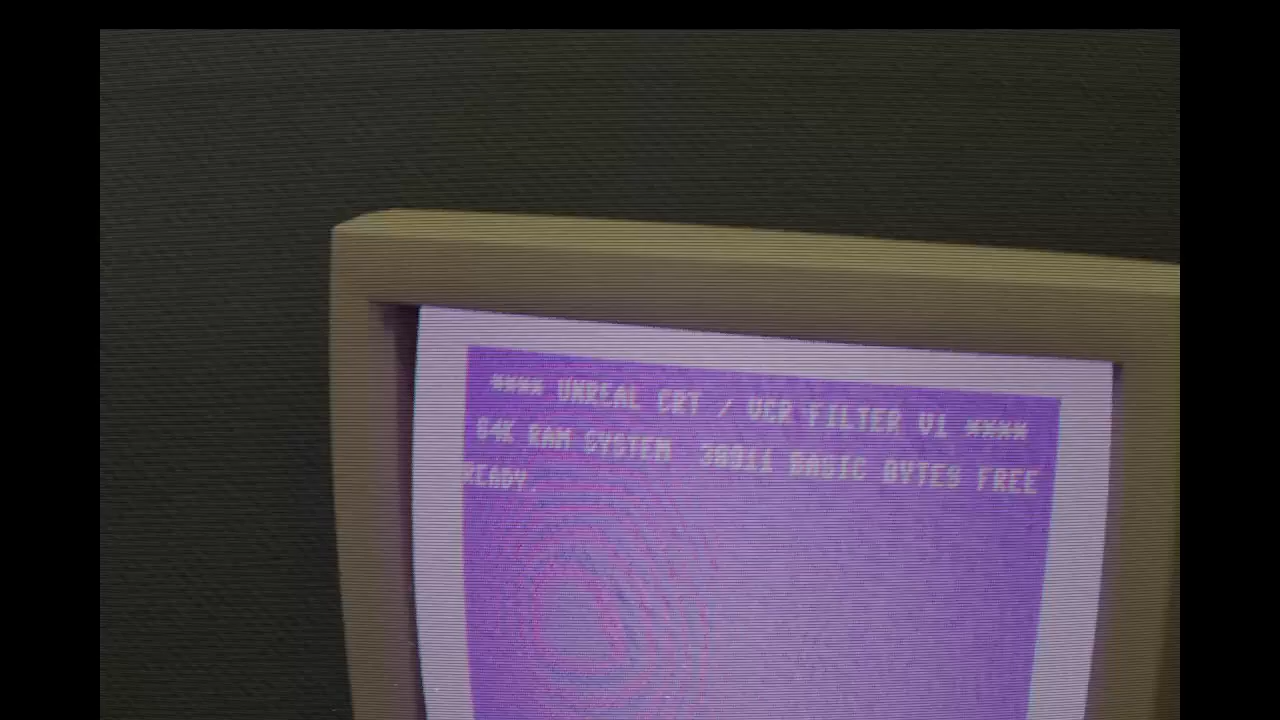 **** UNREAL CRT / VCR FILTER V1 ****
64K RAM SYSTEM 38911 BASIC BYTES FREE
READY.